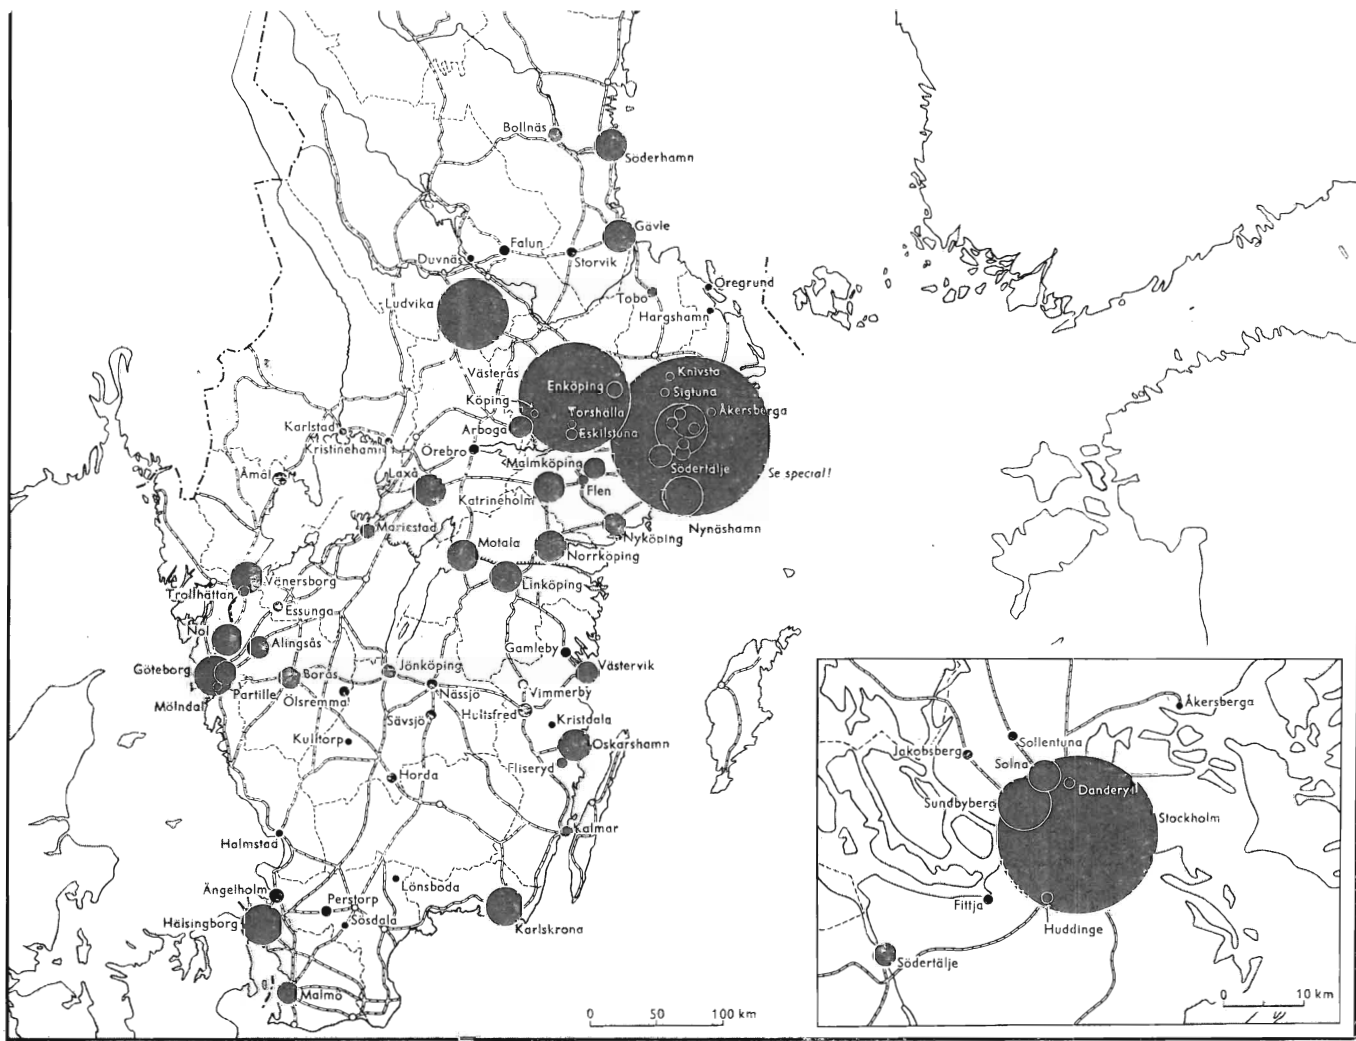 Bollnäs
Söderhamn
Gävle
Falun
Duvnäs
Storvik
Öregrund
Tobo
Hargshamn
Ludvika
Västerås
Enköping
Knivsta
Sigtuna
Köping
Torshälla
Åkersberga
Arboga
Eskilstuna
Karlstad
Kristinehamn
Örebro
Malmköping
Södertälje
Se special!
Åmål
Laxå
Katrineholm
Flen
Nynäshamn
Mariestad
Nyköping
Motala
Norrköping
Linköping
Vänersborg
Trollhättan
Essunga
Nol
Alingsås
Gamleby
Göteborg
Borås
Jönköping
Västervik
Partille
Mölndal
Ölsremma
Nässjö
Vimmerby
Sävsjö
Hultsfred
Kristdala
Kulltorp
Oskarshamn
Fliseryd
Horda
Kalmar
Halmstad
Ängelholm
Lönsboda
Perstorp
Hälsingborg
Sösdala
Karlskrona
Malmö
0 50 100 km
Åkersberga
Sollentuna
Jakobsberg
Solna
Danderyd
Sundbyberg
Stockholm
Fittja
Huddinge
Södertälje
0 10 km